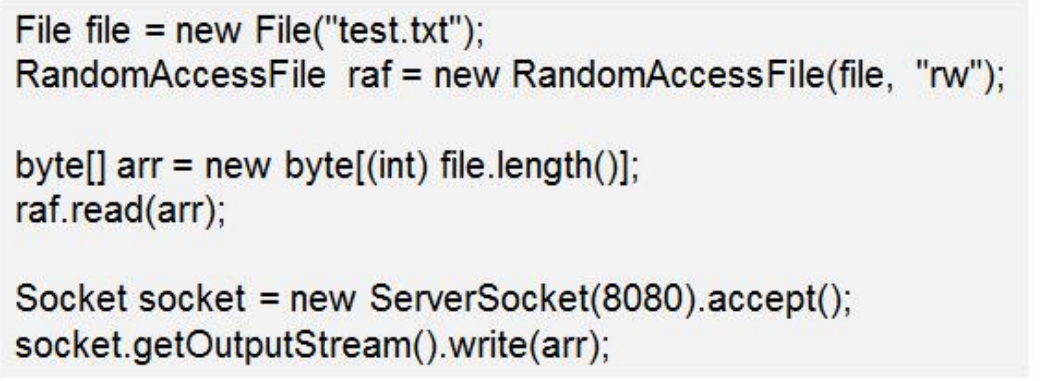 File file = new File("test.txt");
RandomAccessFile raf = new RandomAccessFile(file, "rw");
byte[] arr = new byte[(int) file.length()];
raf.read(arr);
Socket socket = new ServerSocket(8080).accept();
socket.getOutputStream().write(arr);